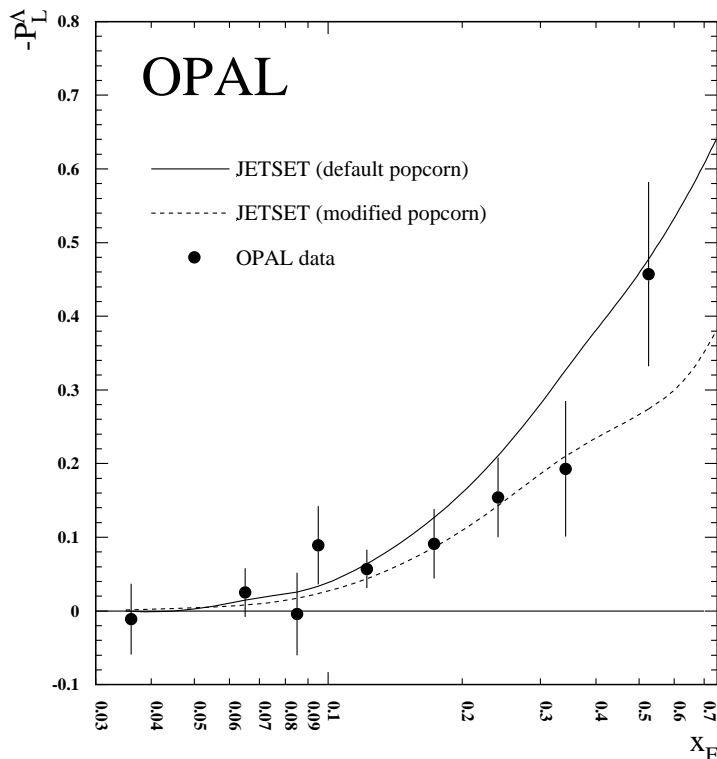 -P_L^Λ
OPAL
JETSET (default popcorn)
JETSET (modified popcorn)
OPAL data
0.8
0.7
0.6
0.5
0.4
0.3
0.2
0.1
0
-0.1
0.03 0.04 0.05 0.06 0.07 0.08 0.09 0.1 0.2 0.3 0.4 0.5 0.6 0.7
x_E